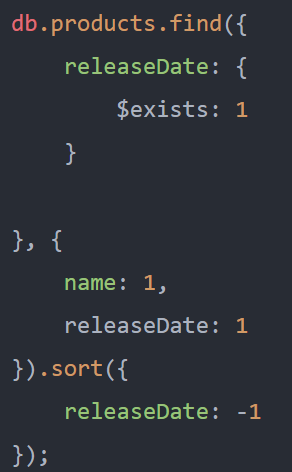 db.products.find({
    releaseDate: {
        $exists: 1
    }

}, {
    name: 1,
    releaseDate: 1
}).sort({
    releaseDate: -1
});